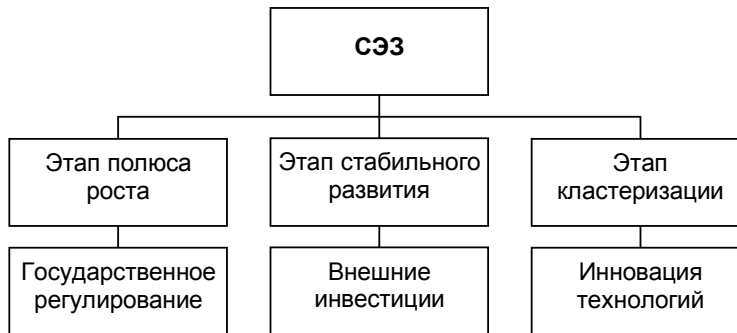 СЭЗ
Этап полюса
роста
Этап стабильного
развития
Этап
кластеризации
Государственное
регулирование
Внешние
инвестиции
Инновация
технологий